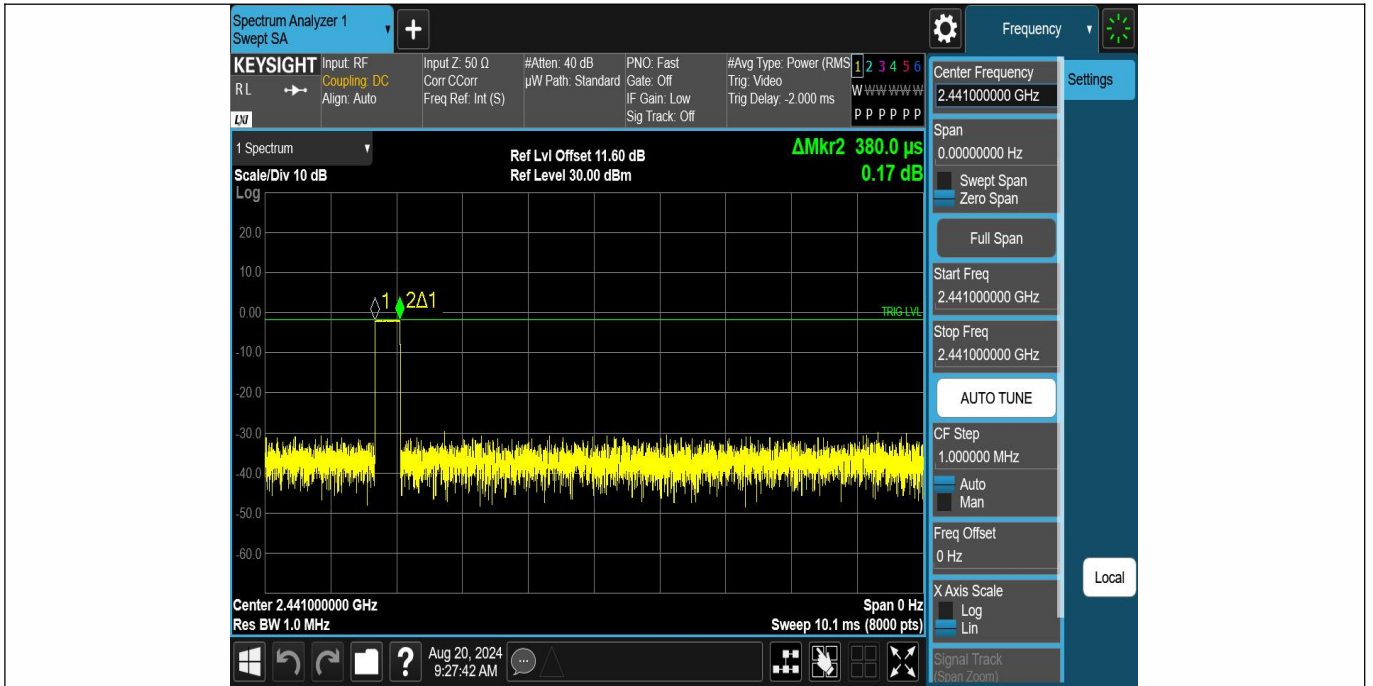 Spectrum Analyzer 1
Swept SA
Frequency
KEYSIGHT
RL
LXI
Input: RF
Coupling: DC
Align: Auto
Input Z: 50 Ω
Corr CCorr
Freq Ref: Int (S)
#Atten: 40 dB
µW Path: Standard
PNO: Fast
Gate: Off
IF Gain: Low
Sig Track: Off
#Avg Type: Power (RMS
Trig: Video
Trig Delay: -2.000 ms
1 2 3 4 5 6
W W W W W W
P P P P P P
1 Spectrum
Scale/Div 10 dB
Log
Ref Lvl Offset 11.60 dB
Ref Level 30.00 dBm
ΔMkr2 380.0 µs
0.17 dB
20.0
10.0
0.00
-10.0
-20.0
-30.0
-40.0
-50.0
-60.0
1
2Δ1
TRIG LVL
Center 2.441000000 GHz
Res BW 1.0 MHz
Span 0 Hz
Sweep 10.1 ms (8000 pts)
Aug 20, 2024
9:27:42 AM
Center Frequency
2.441000000 GHz
Settings
Span
0.00000000 Hz
Swept Span
Zero Span
Full Span
Start Freq
2.441000000 GHz
Stop Freq
2.441000000 GHz
AUTO TUNE
CF Step
1.000000 MHz
Auto
Man
Freq Offset
0 Hz
X Axis Scale
Log
Lin
Signal Track
(Span Zoom)
Local